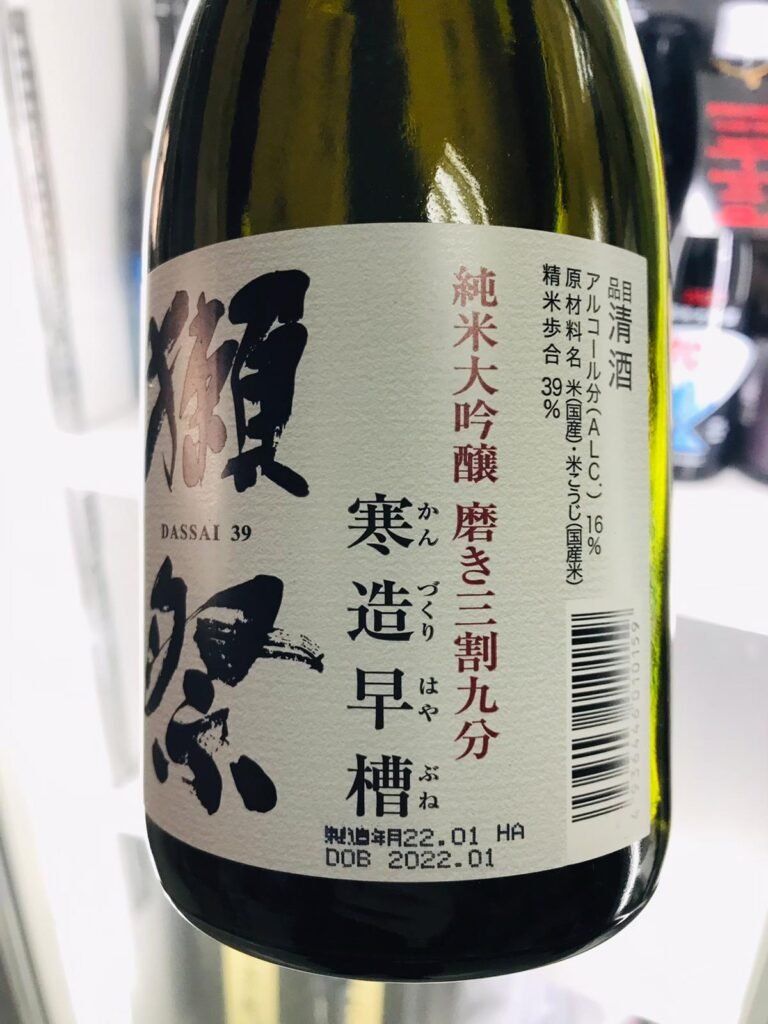 品目 清酒
アルコール分(ALC.) 16%
原材料名 米(国産)・米こうじ(国産米)
精米歩合 39%
純米大吟醸 磨き三割九分
寒造早槽
かんづくりはやぶね
獺祭
DASSAI 39
製造年月22.01 HA
DOB 2022.01
4 936446 010159